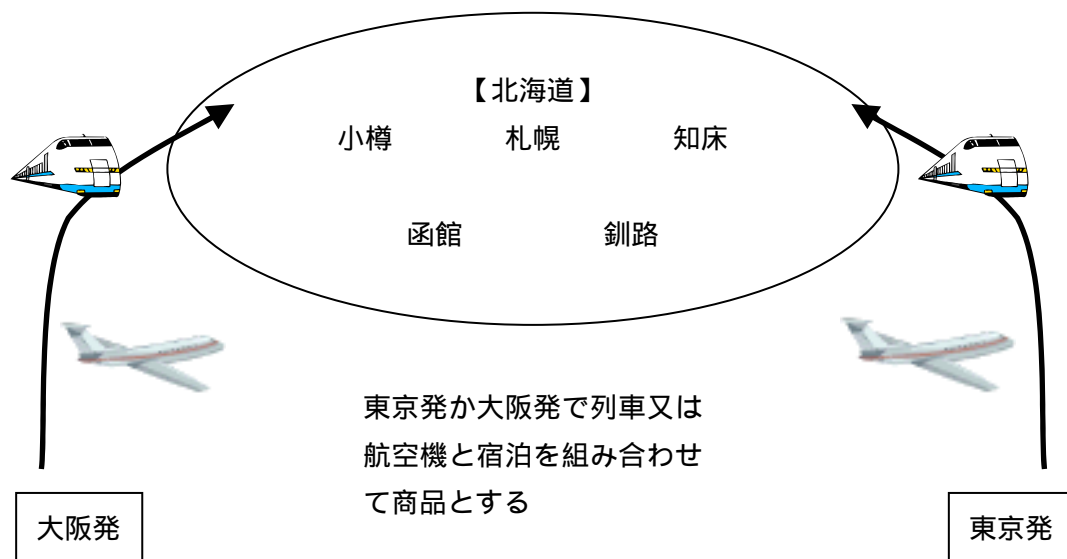 【北海道】
小樽 札幌 知床
函館 釧路
東京発か大阪発で列車又は
航空機と宿泊を組み合わせ
て商品とする
大阪発 東京発